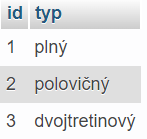 id typ
1 plný
2 polovičný
3 dvojtretinový